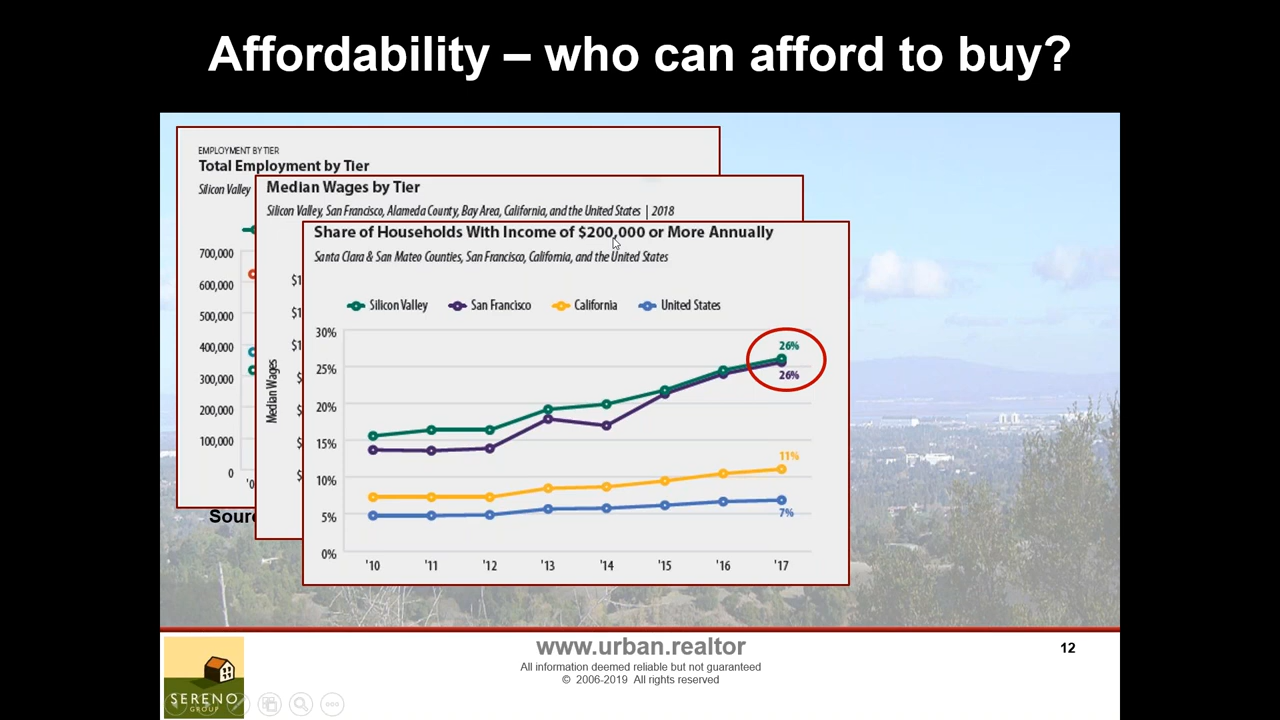 Affordability – who can afford to buy?
EMPLOYMENT BY TIER
Total Employment by Tier
Silicon Valley
700,000
600,000
500,000
400,000
300,000
200,000
100,000
0
Median Wages by Tier
Silicon Valley, San Francisco, Alameda County, Bay Area, California, and the United States | 2018
Median Wages
Share of Households With Income of $200,000 or More Annually
Santa Clara & San Mateo Counties, San Francisco, California, and the United States
Silicon Valley San Francisco California United States
30%
25%
20%
15%
10%
5%
0%
26%
26%
11%
7%
'10 '11 '12 '13 '14 '15 '16 '17
www.urban.realtor
All information deemed reliable but not guaranteed
© 2006-2019 All rights reserved
12
SERENO
GROUP